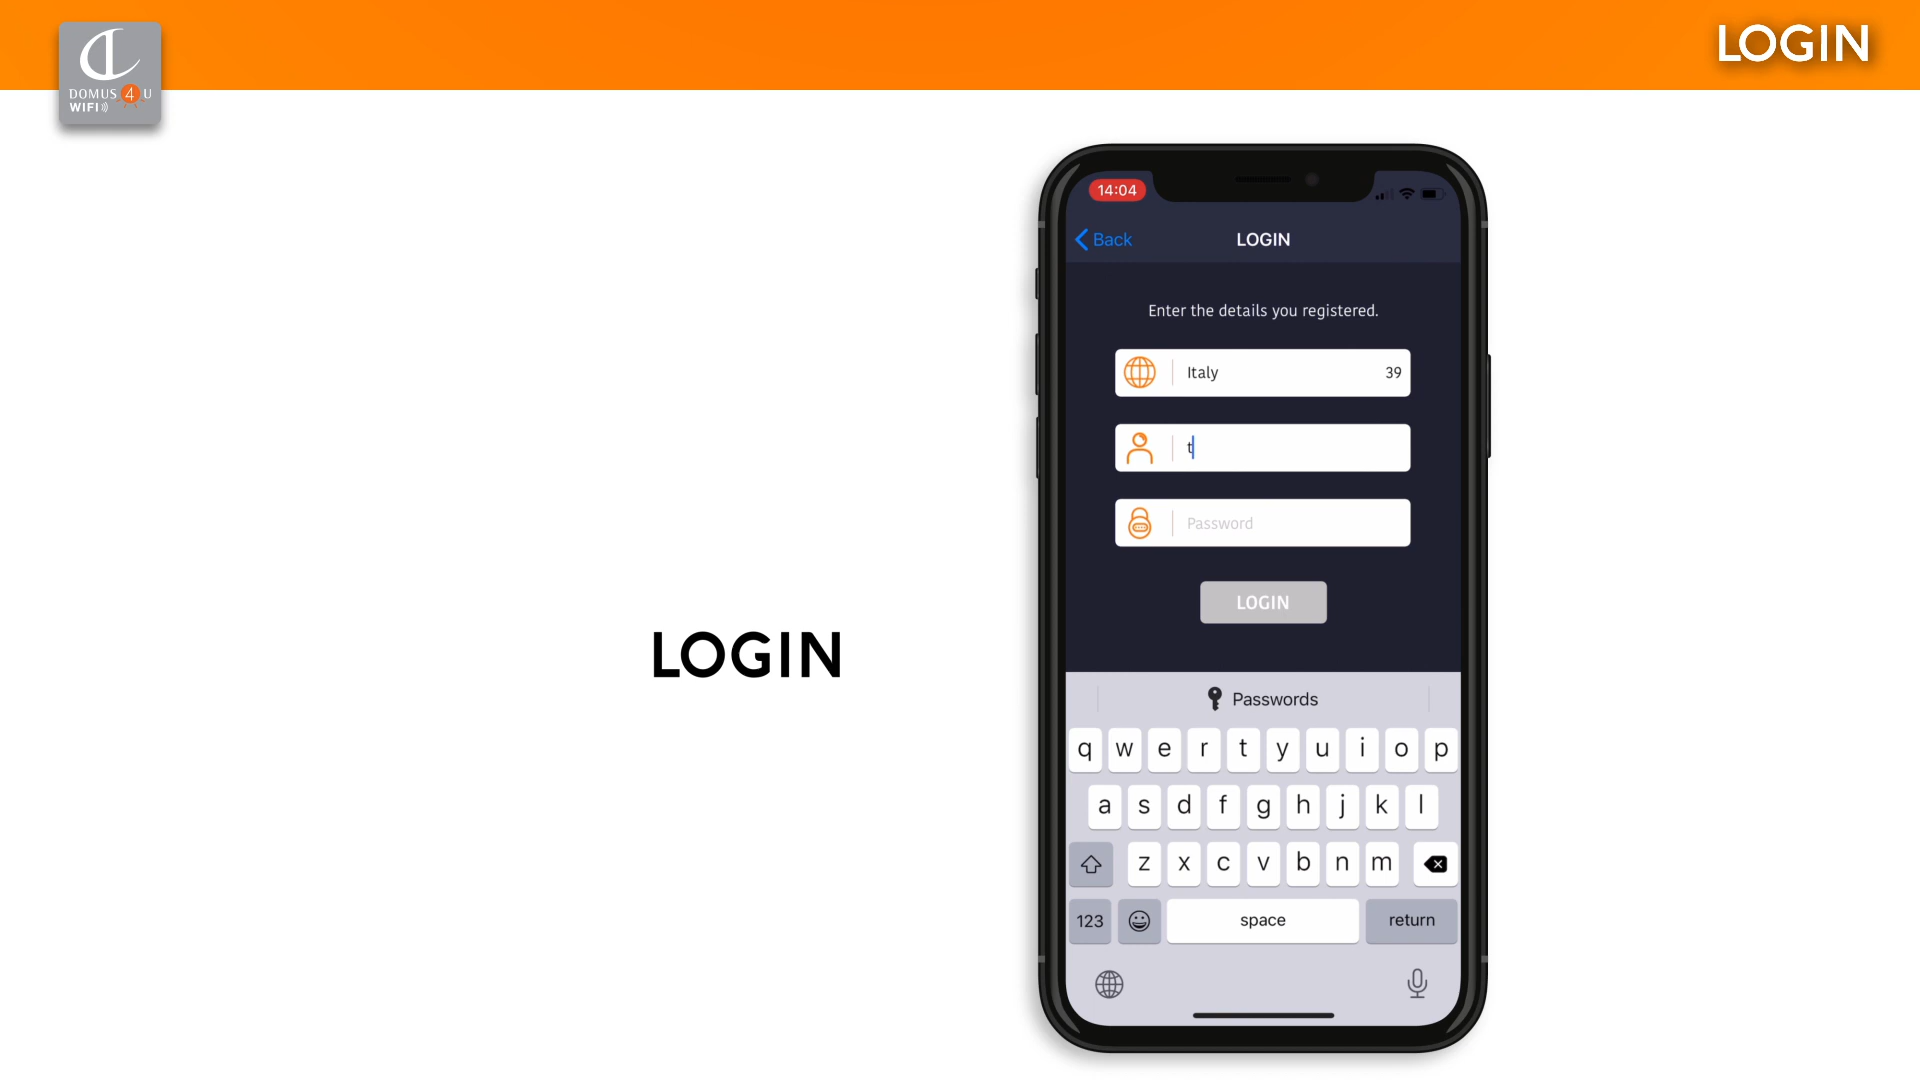 LOGIN
DOMUS 4 U
WIFI
14:04
Back
LOGIN
Enter the details you registered.
Italy 39
t
Password
LOGIN
LOGIN
Passwords
q w e r t y u i o p
a s d f g h j k l
z x c v b n m
123 space return